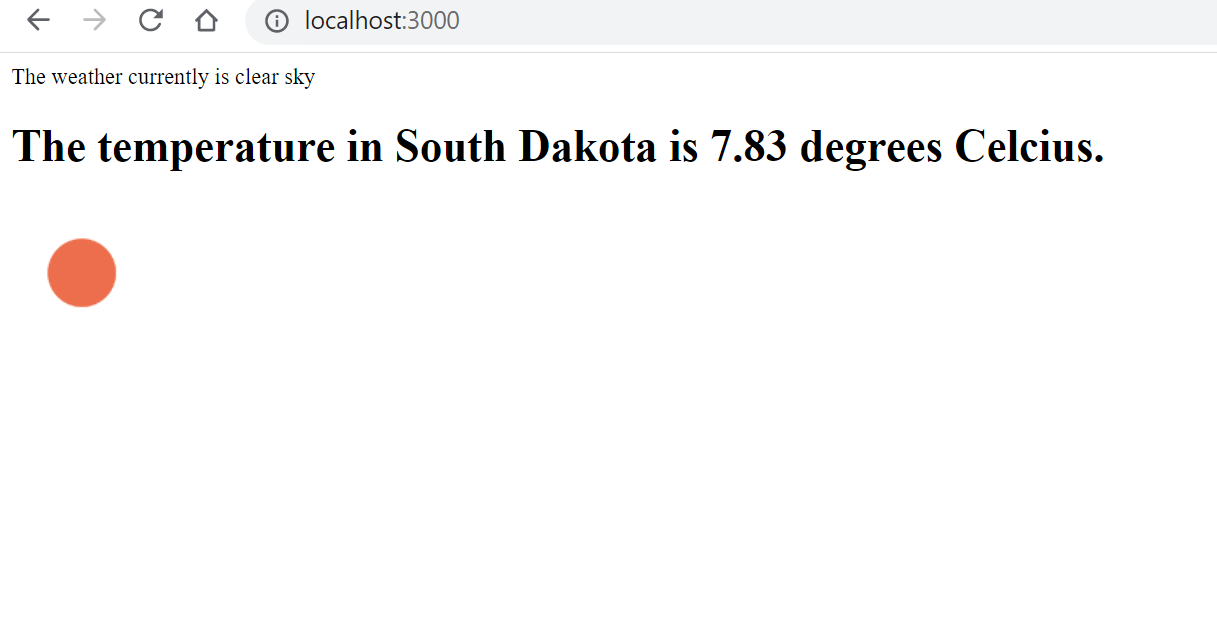 localhost:3000
The weather currently is clear sky
The temperature in South Dakota is 7.83 degrees Celcius.